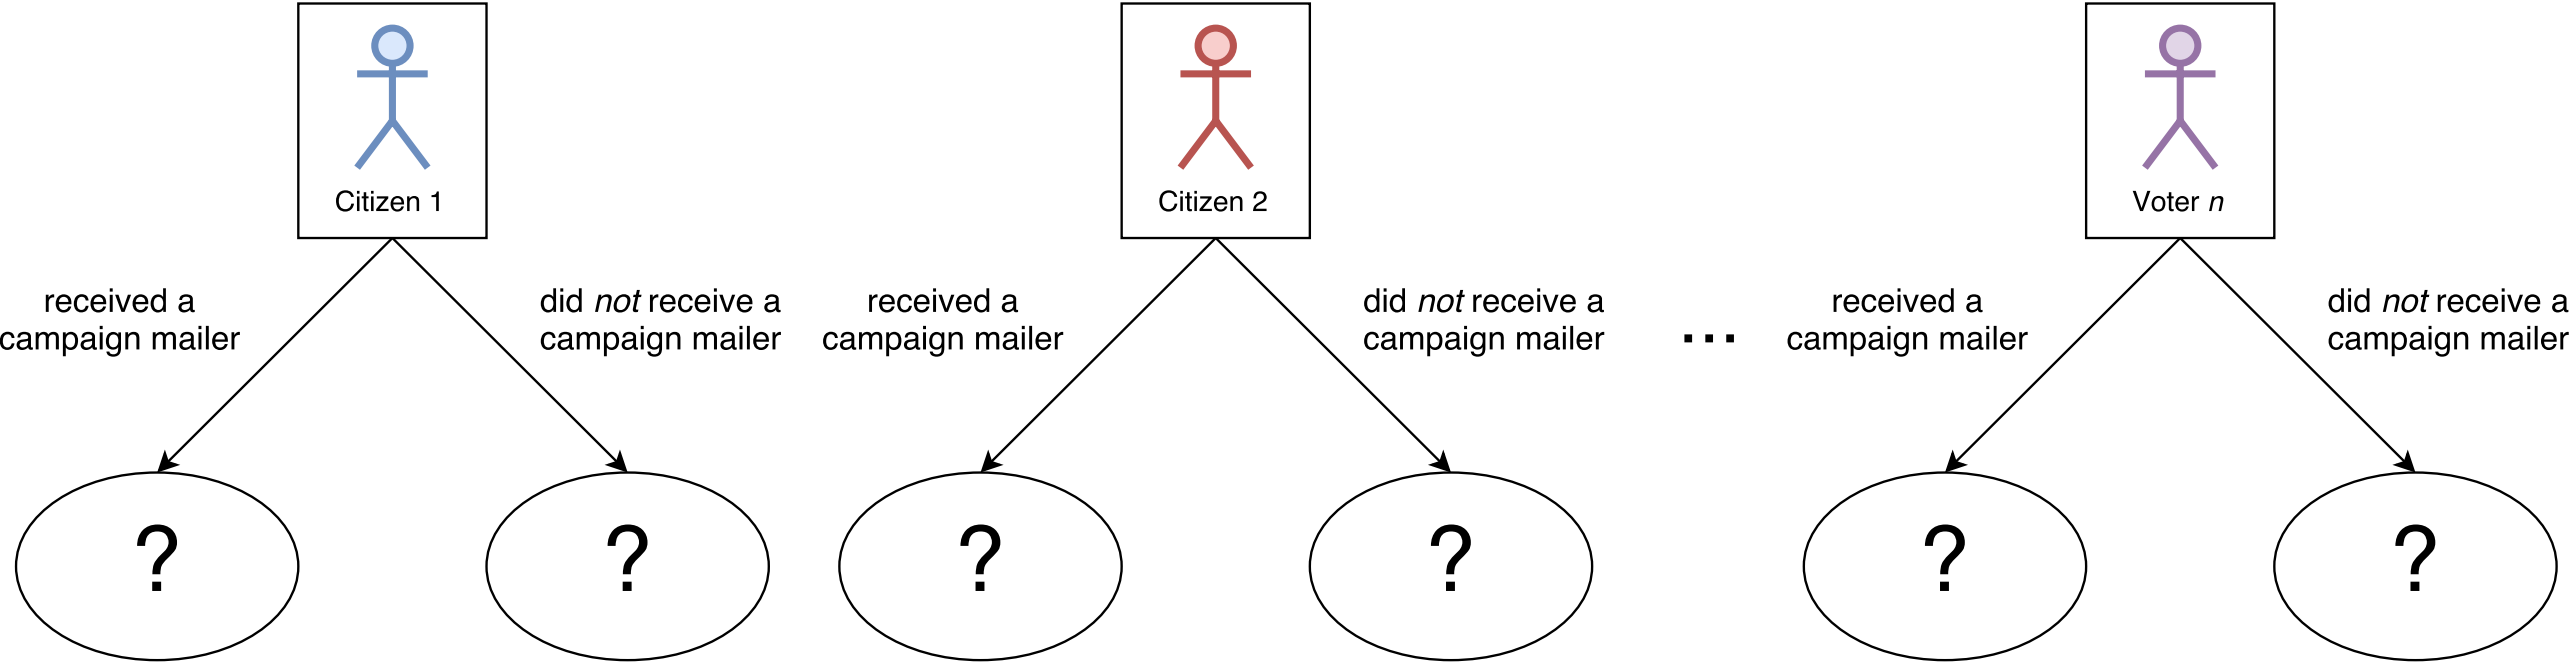 Citizen 1
Citizen 2
Voter n
received a
campaign mailer
did not receive a
campaign mailer
received a
campaign mailer
did not receive a
campaign mailer
...
received a
campaign mailer
did not receive a
campaign mailer
?
?
?
?
?
?